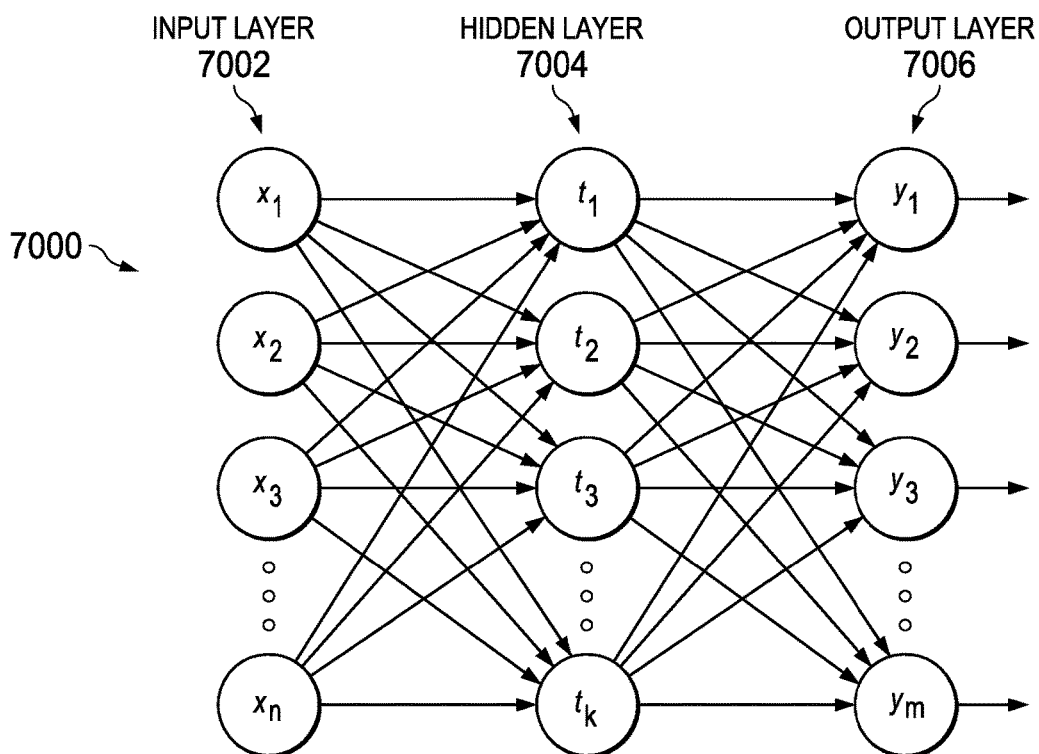 INPUT LAYER HIDDEN LAYER OUTPUT LAYER
7002 7004 7006
x1 t1 y1
7000
x2 t2 y2
x3 t3 y3
xn tk ym